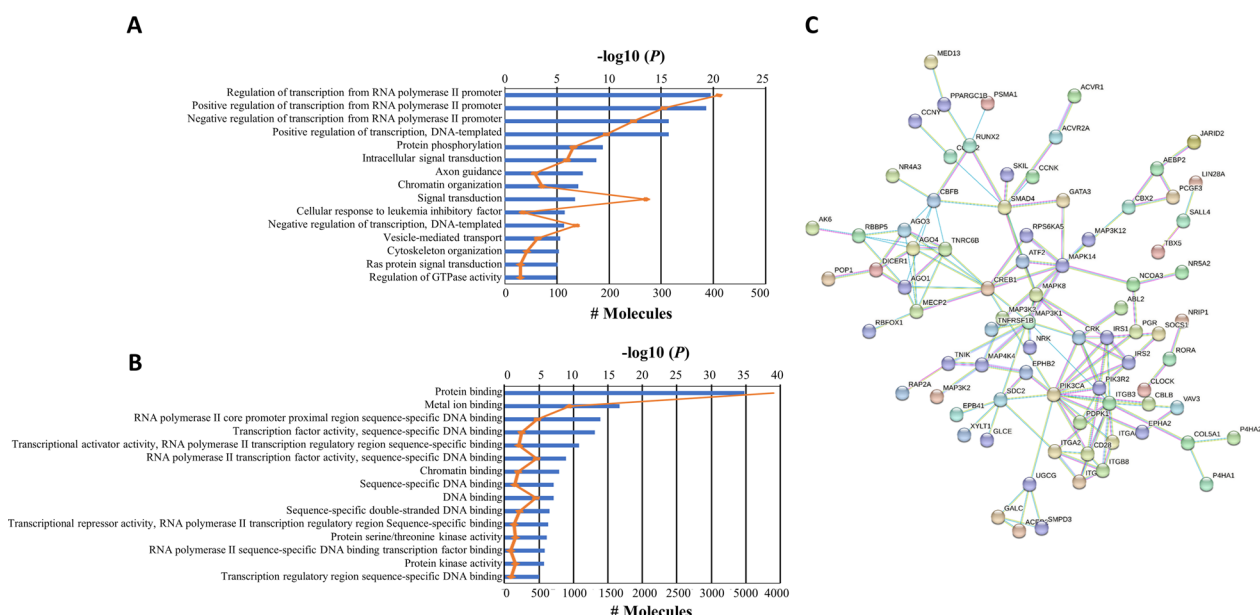 A
-log10 (P)
0 5 10 15 20 25
Regulation of transcription from RNA polymerase II promoter
Positive regulation of transcription from RNA polymerase II promoter
Negative regulation of transcription from RNA polymerase II promoter
Positive regulation of transcription, DNA-templated
Protein phosphorylation
Intracellular signal transduction
Axon guidance
Chromatin organization
Signal transduction
Cellular response to leukemia inhibitory factor
Negative regulation of transcription, DNA-templated
Vesicle-mediated transport
Cytoskeleton organization
Ras protein signal transduction
Regulation of GTPase activity
0 100 200 300 400 500
# Molecules
B
-log10 (P)
0 5 10 15 20 25 30 35 40
Protein binding
Metal ion binding
RNA polymerase II core promoter proximal region sequence-specific DNA binding
Transcription factor activity, sequence-specific DNA binding
Transcriptional activator activity, RNA polymerase II transcription regulatory region sequence-specific binding
RNA polymerase II transcription factor activity, sequence-specific DNA binding
Chromatin binding
Sequence-specific DNA binding
DNA binding
Sequence-specific double-stranded DNA binding
Transcriptional repressor activity, RNA polymerase II transcription regulatory region Sequence-specific binding
Protein serine/threonine kinase activity
RNA polymerase II sequence-specific DNA binding transcription factor binding
Protein kinase activity
Transcription regulatory region sequence-specific DNA binding
0 500 1000 1500 2000 2500 3000 3500 4000
# Molecules
C
MED13
PPARGC1B
PSMA1
ACVR1
CCNY
RUNX2
ACVR2A
JARID2
SKIL
CCNK
AEBP2
NR4A3
LIN28A
CBFB
SMAD4
GATA3
PCGF3
CBX2
SALL4
AK6
RBBP5
AGO3
RPS6KA5
MAP3K12
AGO4
TNRC6B
TBX5
ATF2
MAPK14
DICER1
POP1
NCOA3
NR5A2
AGO1
CREB1
MAPK8
MECP2
MAP3K3
ABL2
RBFOX1
TNFRSF1B
MAP3K1
NRK
CRK
IRS1
PGR
SOCS1
NRIP1
TNIK
MAP4K4
EPHB2
IRS2
RORA
RAP2A
MAP3K2
SDC2
PIK3CA
PIK3R2
CLOCK
ITGB3
CBLB
VAV3
EPB41
PDPK1
EPHA2
XYLT1
GLCE
ITGA2
CD28
COL5A1
P4HA2
ITGB8
UGCG
P4HA1
GALC
SMPD3